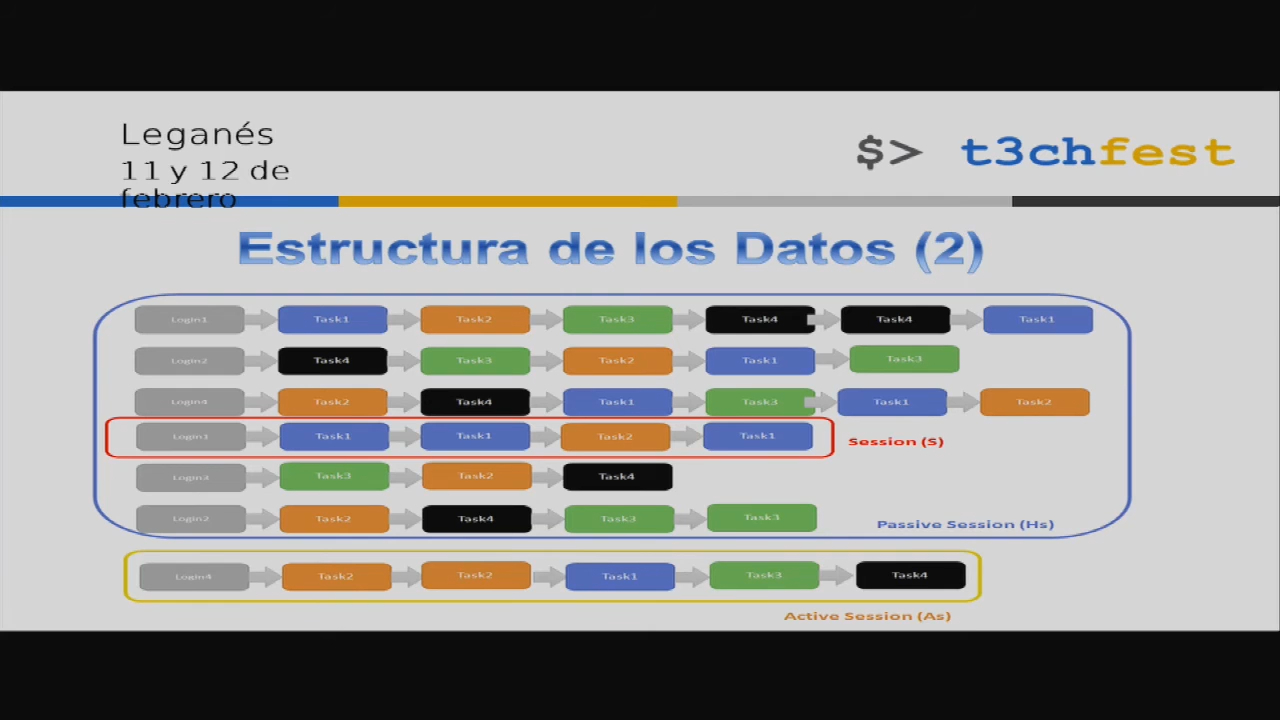 Leganés
11 y 12 de
febrero
$> t3chfest
Estructura de los Datos (2)
Login1 Task1 Task2 Task3 Task4 Task4 Task1
Login2 Task4 Task3 Task2 Task1 Task3
Login4 Task2 Task4 Task1 Task3 Task1 Task2
Login1 Task1 Task1 Task2 Task1 Session (S)
Login3 Task3 Task2 Task4
Login2 Task2 Task4 Task3 Task3
Passive Session (Hs)
Login4 Task2 Task2 Task1 Task3 Task4
Active Session (As)